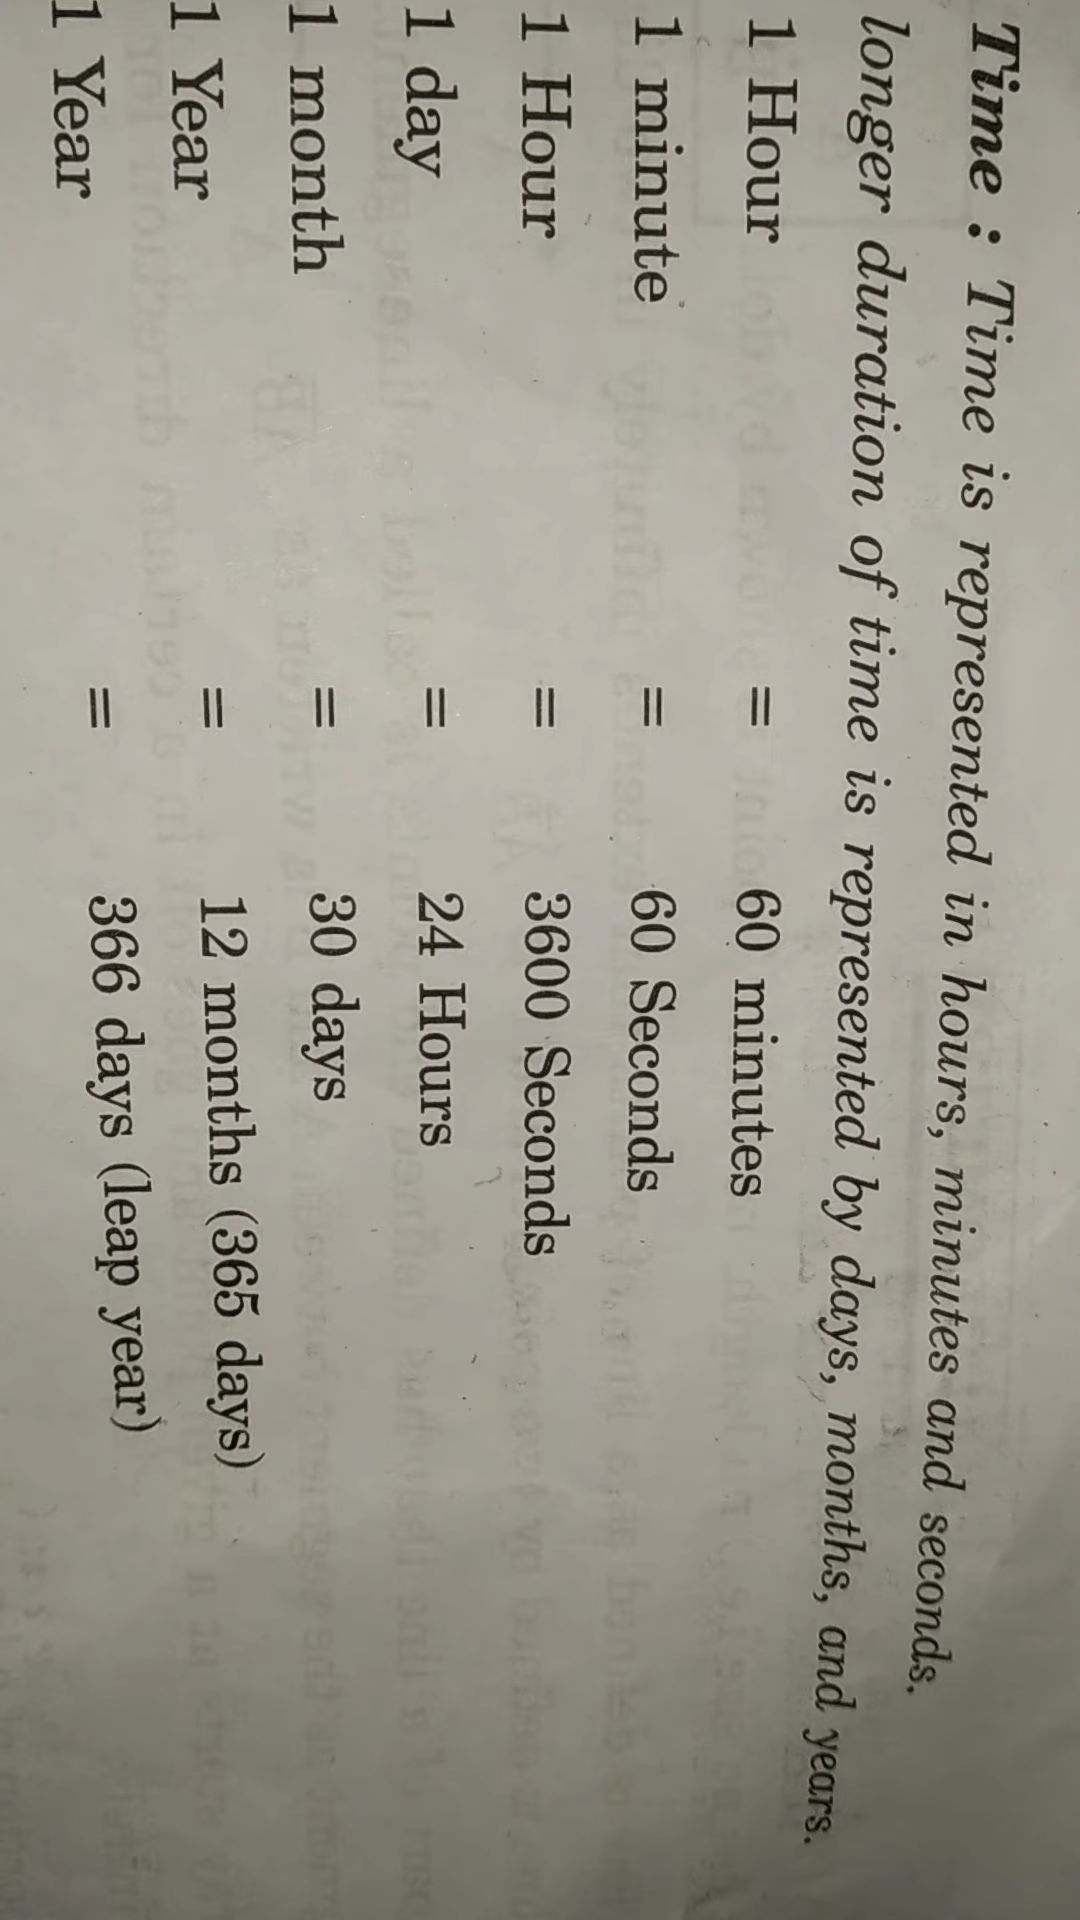 Time : Time is represented in hours, minutes and seconds.
longer duration of time is represented by days, months, and years.
1 Hour = 60 minutes
1 minute = 60 Seconds
1 Hour = 3600 Seconds
1 day = 24 Hours
1 month = 30 days
1 Year = 12 months (365 days)
1 Year = 366 days (leap year)